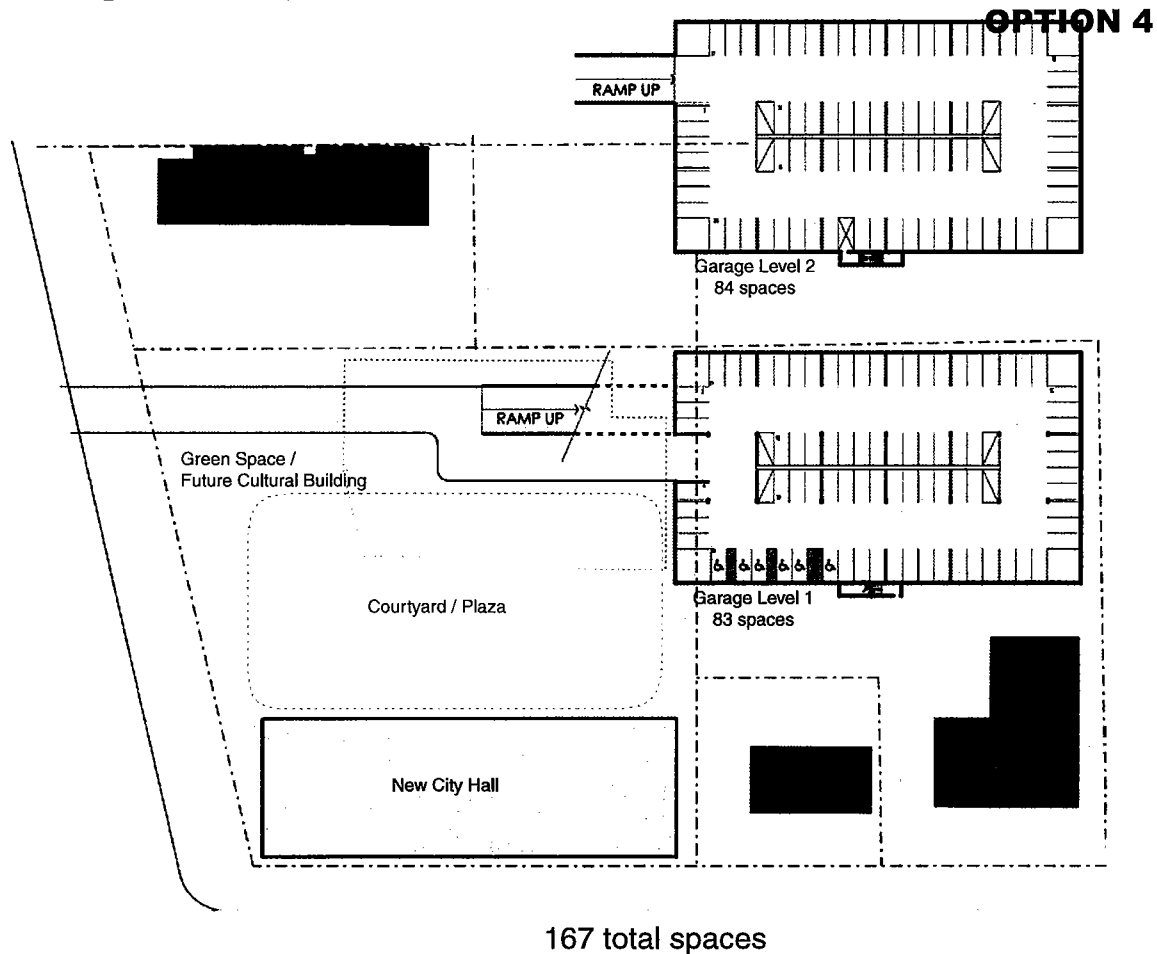 OPTION 4
RAMP UP
Garage Level 2
84 spaces
RAMP UP
Green Space /
Future Cultural Building
Courtyard / Plaza
Garage Level 1
83 spaces
New City Hall
167 total spaces